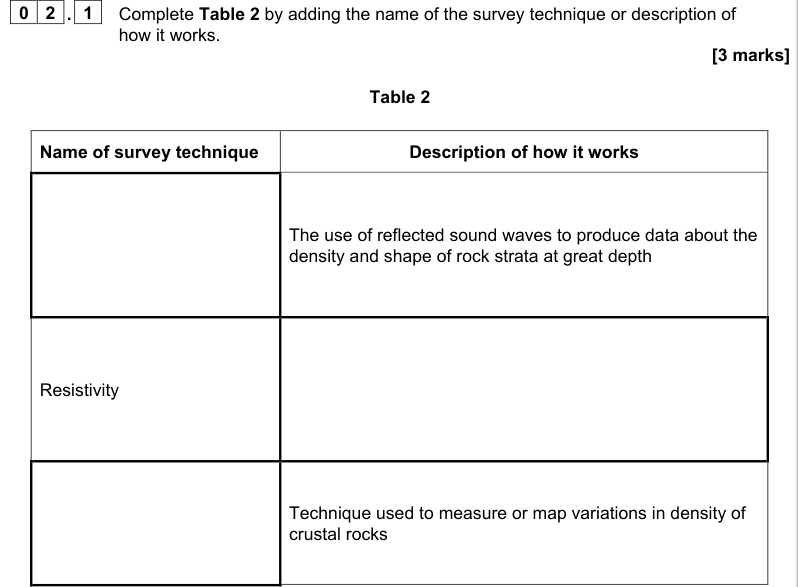 02.1 Complete Table 2 by adding the name of the survey technique or description of
how it works.
[3 marks]
Table 2
Name of survey technique Description of how it works
The use of reflected sound waves to produce data about the
density and shape of rock strata at great depth
Resistivity
Technique used to measure or map variations in density of
crustal rocks